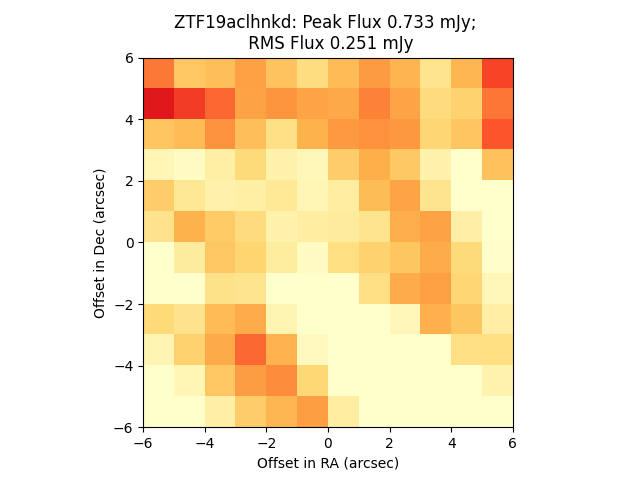 ZTF19aclhnkd: Peak Flux 0.733 mJy;
RMS Flux 0.251 mJy
6
4
2
0
−2
−4
−6
Offset in Dec (arcsec)
−6 −4 −2 0 2 4 6
Offset in RA (arcsec)